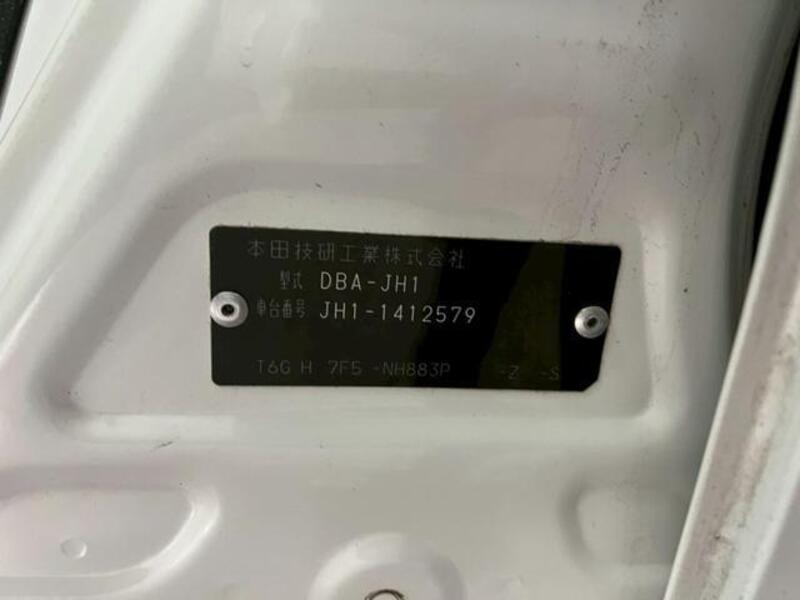 本田技研工業株式会社
型式 DBA-JH1
車台番号 JH1-1412579
T6G H 7F5 -NH883P -Z -S